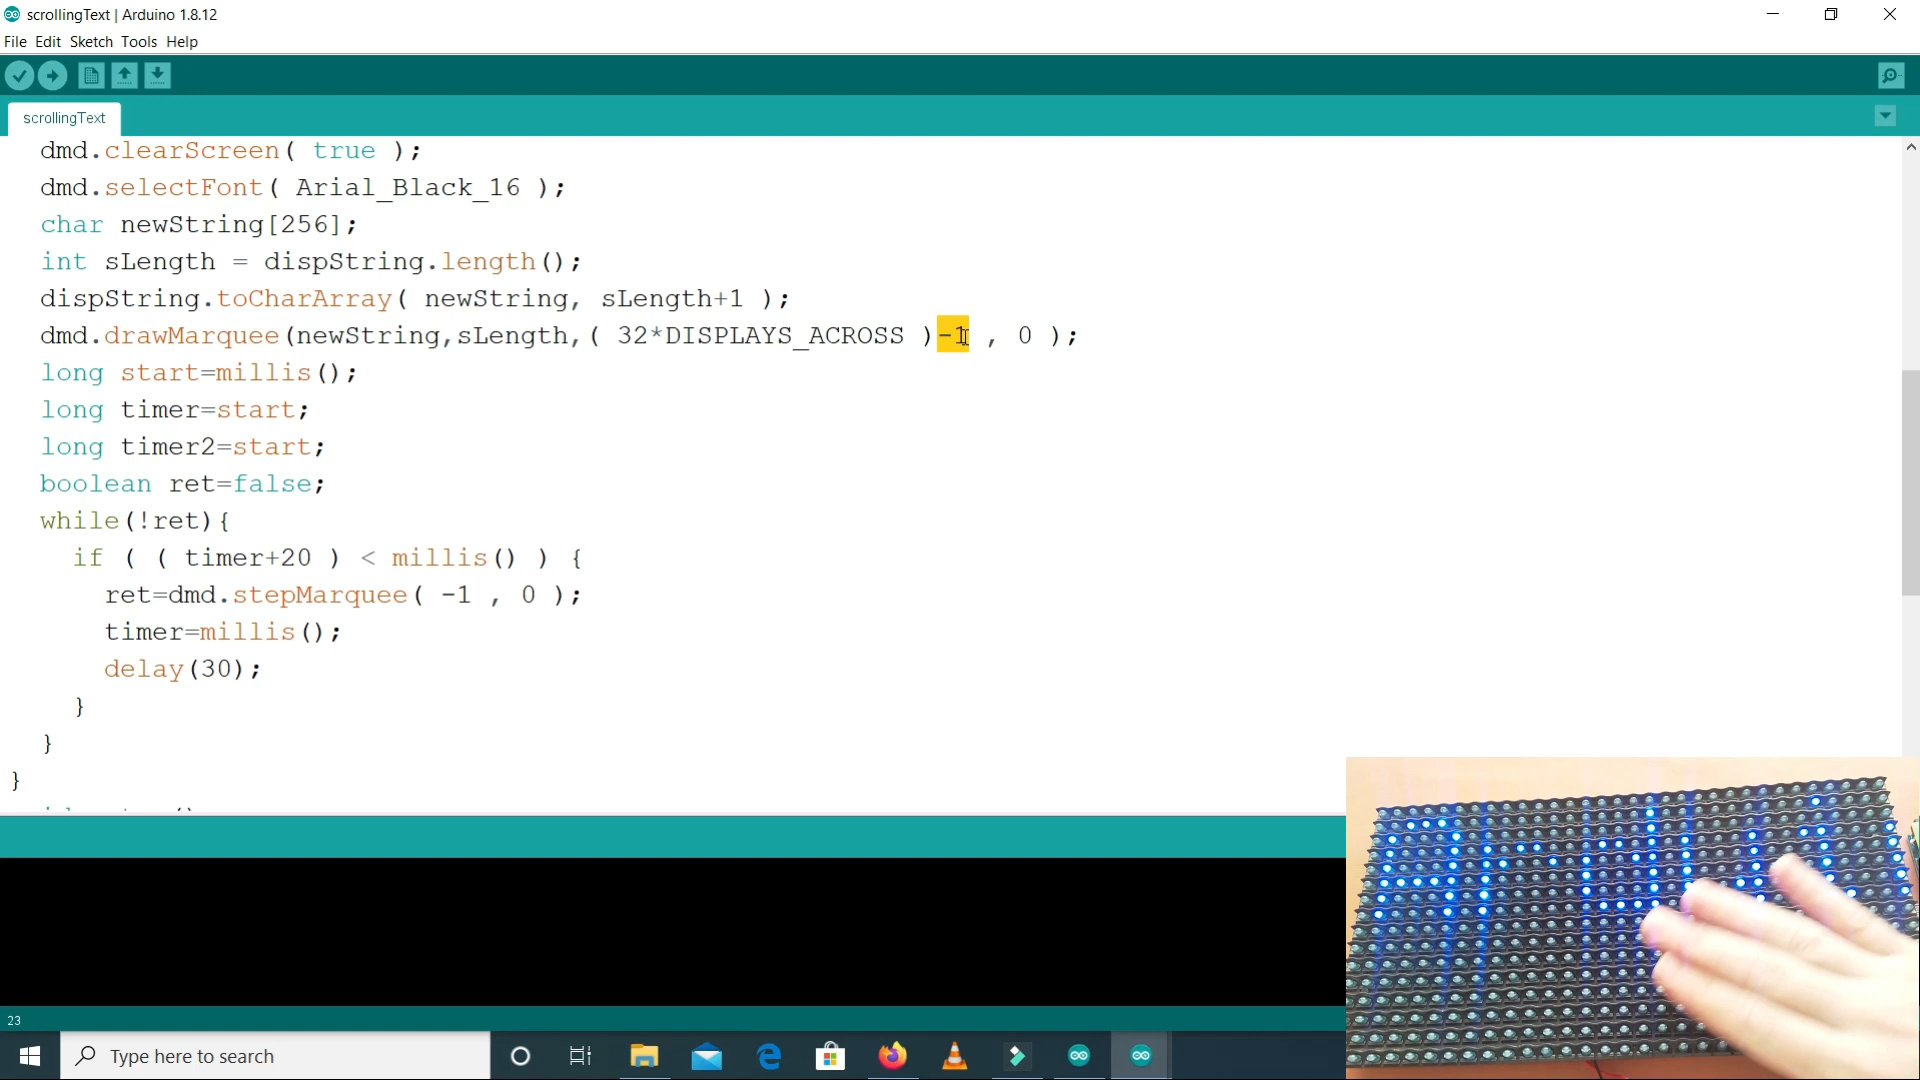 scrollingText | Arduino 1.8.12
File Edit Sketch Tools Help
scrollingText
dmd.clearScreen( true );
dmd.selectFont( Arial_Black_16 );
char newString[256];
int sLength = dispString.length();
dispString.toCharArray( newString, sLength+1 );
dmd.drawMarquee(newString,sLength,( 32*DISPLAYS_ACROSS )-1 , 0 );
long start=millis();
long timer=start;
long timer2=start;
boolean ret=false;
while(!ret){
if ( ( timer+20 ) < millis() ) {
ret=dmd.stepMarquee( -1 , 0 );
timer=millis();
delay(30);
}
}
}
23
Type here to search